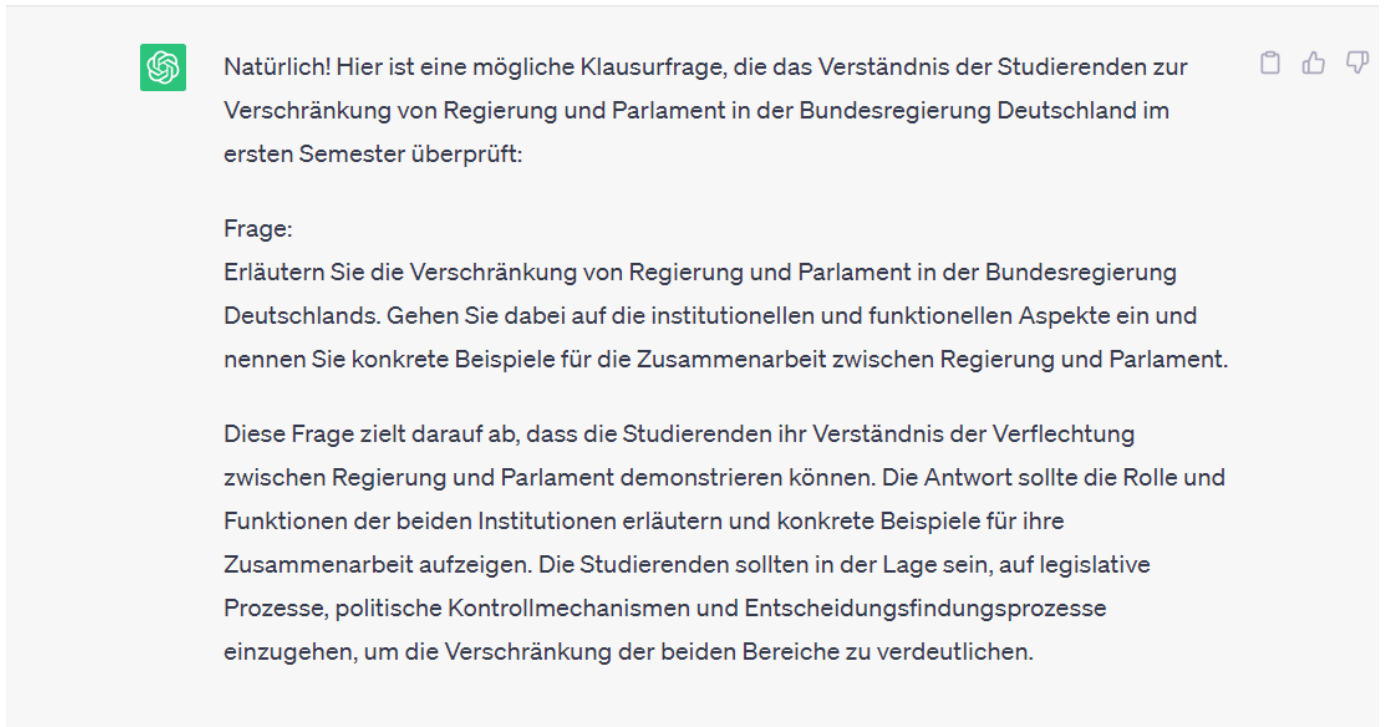 Natürlich! Hier ist eine mögliche Klausurfrage, die das Verständnis der Studierenden zur
Verschränkung von Regierung und Parlament in der Bundesregierung Deutschland im
ersten Semester überprüft:
Frage:
Erläutern Sie die Verschränkung von Regierung und Parlament in der Bundesregierung
Deutschlands. Gehen Sie dabei auf die institutionellen und funktionellen Aspekte ein und
nennen Sie konkrete Beispiele für die Zusammenarbeit zwischen Regierung und Parlament.
Diese Frage zielt darauf ab, dass die Studierenden ihr Verständnis der Verflechtung
zwischen Regierung und Parlament demonstrieren können. Die Antwort sollte die Rolle und
Funktionen der beiden Institutionen erläutern und konkrete Beispiele für ihre
Zusammenarbeit aufzeigen. Die Studierenden sollten in der Lage sein, auf legislative
Prozesse, politische Kontrollmechanismen und Entscheidungsfindungsprozesse
einzugehen, um die Verschränkung der beiden Bereiche zu verdeutlichen.